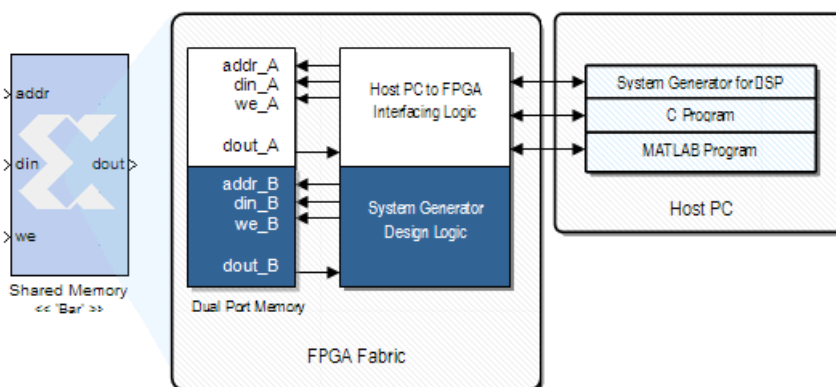 addr
din
dout
we
Shared Memory
<< "Bar" >>
addr_A
din_A
we_A
dout_A
addr_B
din_B
we_B
dout_B
Dual Port Memory
Host PC to FPGA
Interfacing Logic
System Generator
Design Logic
FPGA Fabric
System Generator for SP
C Program
MATLAB Program
Host PC